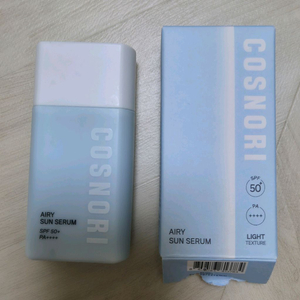 COSNORI
AIRY
SUN SERUM
SPF 50+
PA++++
COSNORI
SPF
50+
PA
++++
AIRY
SUN SERUM
LIGHT
TEXTURE